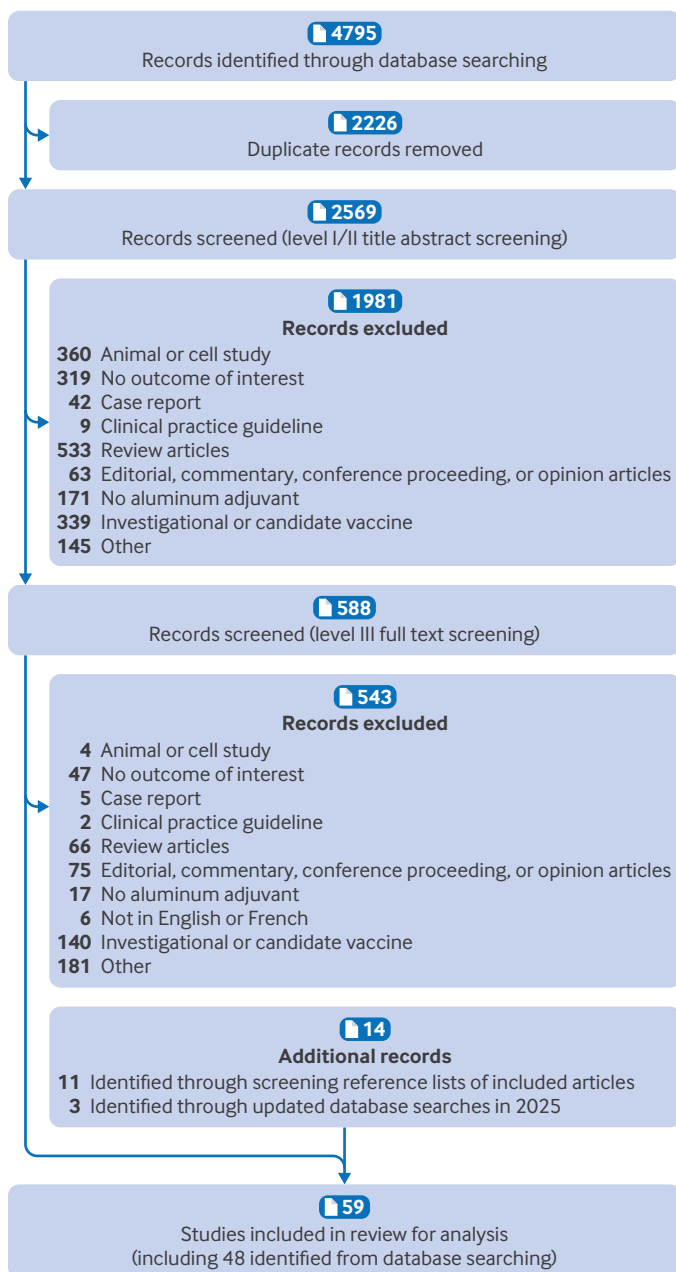 4795
Records identified through database searching
2226
Duplicate records removed
2569
Records screened (level I/II title abstract screening)
1981
Records excluded
360 Animal or cell study
319 No outcome of interest
42 Case report
9 Clinical practice guideline
533 Review articles
63 Editorial, commentary, conference proceeding, or opinion articles
171 No aluminum adjuvant
339 Investigational or candidate vaccine
145 Other
588
Records screened (level III full text screening)
543
Records excluded
4 Animal or cell study
47 No outcome of interest
5 Case report
2 Clinical practice guideline
66 Review articles
75 Editorial, commentary, conference proceeding, or opinion articles
17 No aluminum adjuvant
6 Not in English or French
140 Investigational or candidate vaccine
181 Other
14
Additional records
11 Identified through screening reference lists of included articles
3 Identified through updated database searches in 2025
59
Studies included in review for analysis
(including 48 identified from database searching)